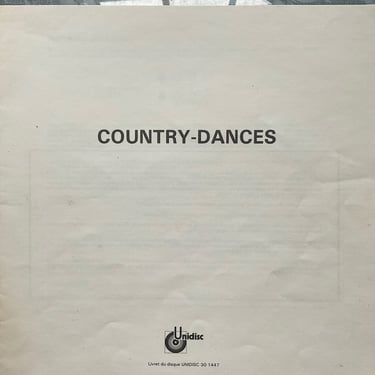 COUNTRY-DANCES
Unidisc
Livret du disque UNIDISC 30 1447